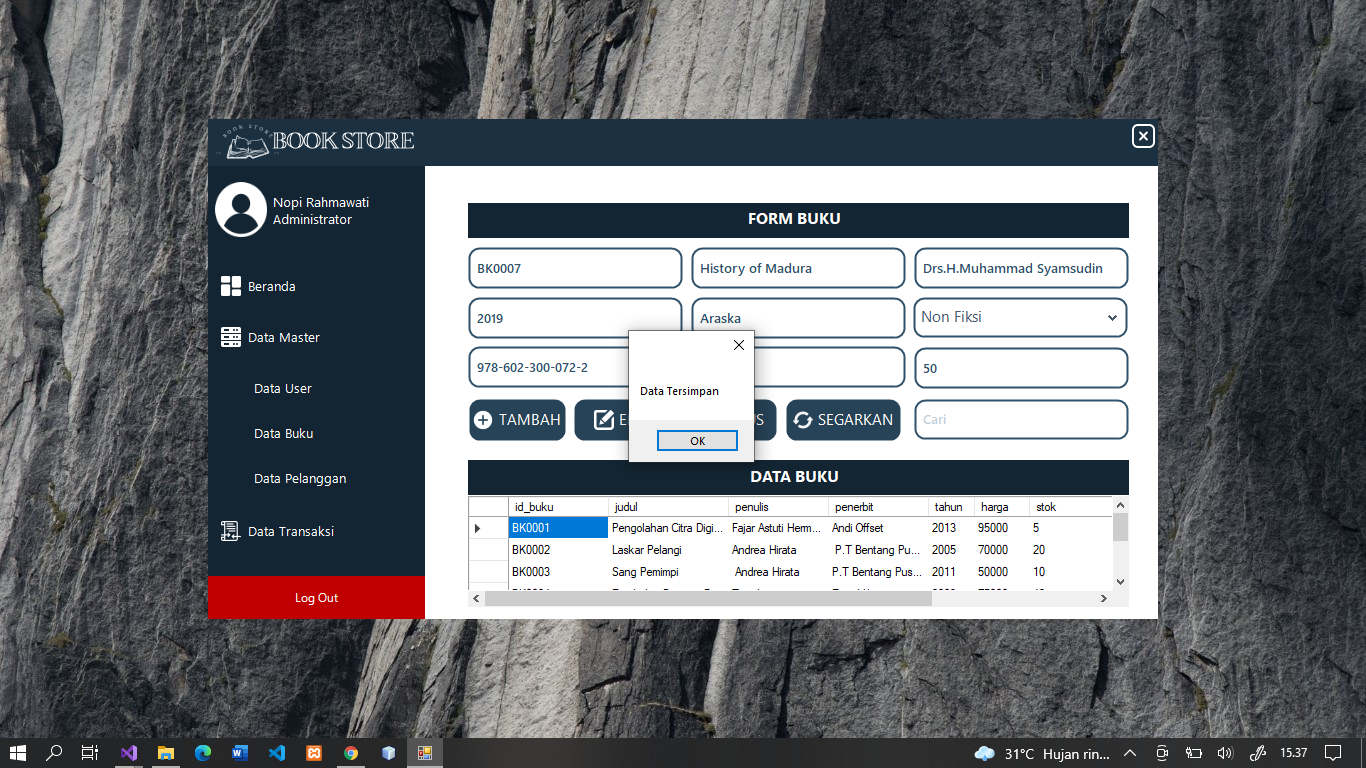 BOOK STORE
BOOK STORE
Nopi Rahmawati
Administrator
Beranda
Data Master
Data User
Data Buku
Data Pelanggan
Data Transaksi
Log Out
FORM BUKU
BK0007
History of Madura
Drs.H.Muhammad Syamsudin
2019
Araska
Non Fiksi
978-602-300-072-2
50
Data Tersimpan
OK
TAMBAH
SEGARKAN
Cari
DATA BUKU
id_buku judul penulis penerbit tahun harga stok
BK0001 Pengolahan Citra Digi... Fajar Astuti Herm... Andi Offset 2013 95000 5
BK0002 Laskar Pelangi Andrea Hirata P.T Bentang Pu... 2005 70000 20
BK0003 Sang Pemimpi Andrea Hirata P.T Bentang Pus... 2011 50000 10
31°C Hujan rin...
15.37